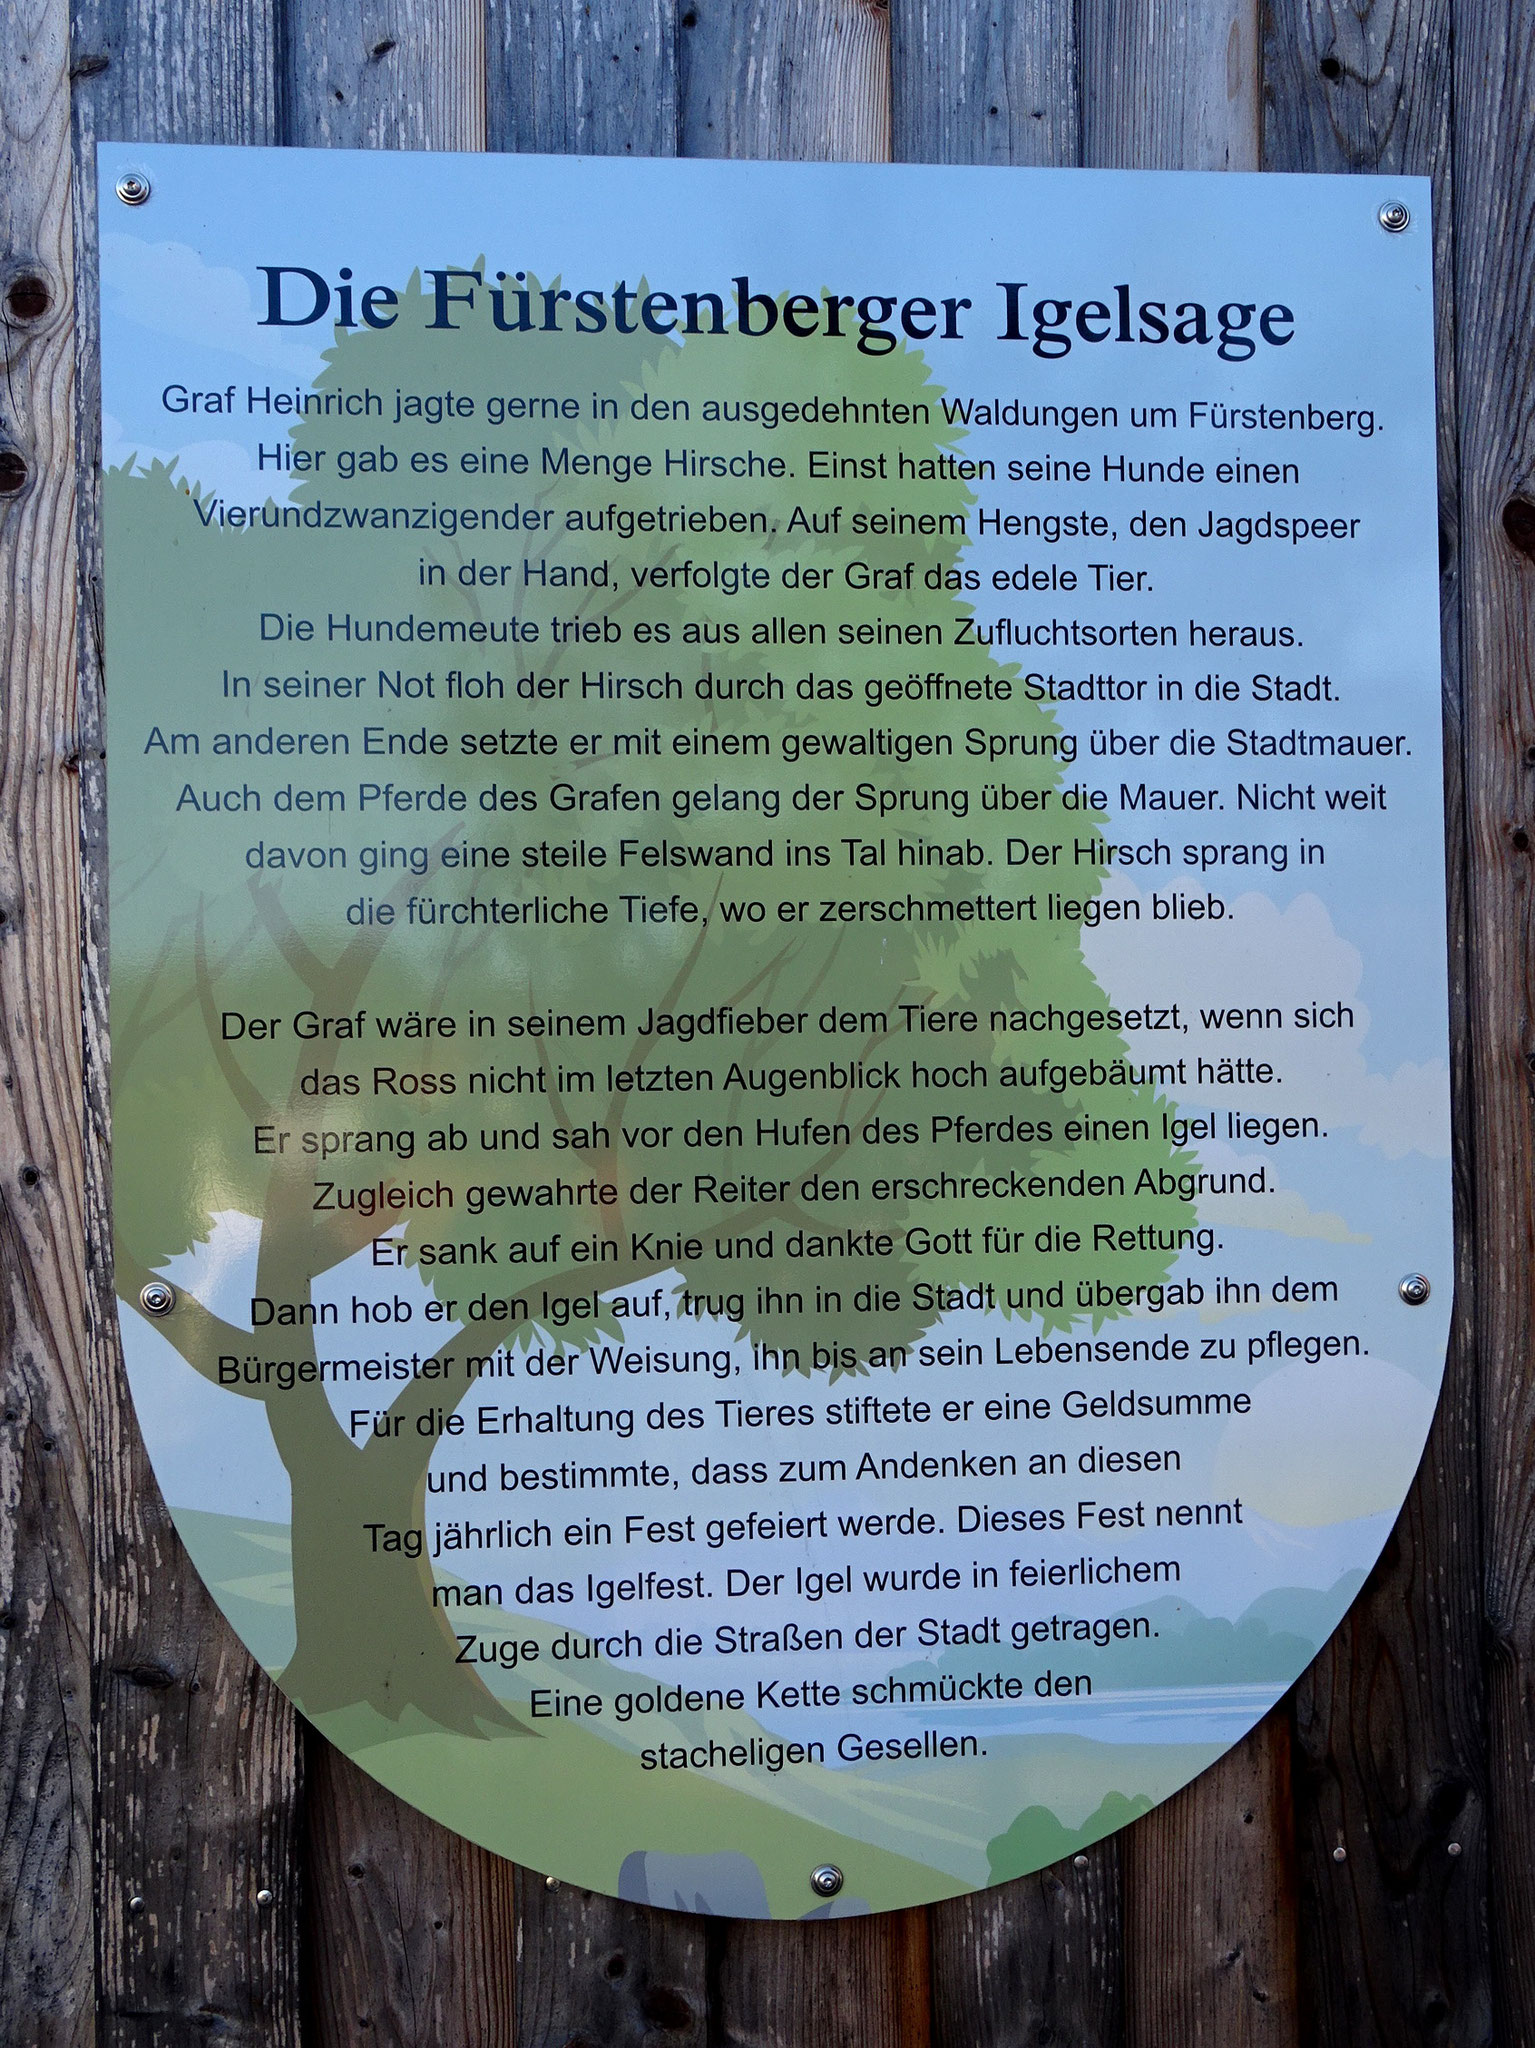 Die Fürstenberger Igelsage
Graf Heinrich jagte gerne in den ausgedehnten Waldungen um Fürstenberg.
Hier gab es eine Menge Hirsche. Einst hatten seine Hunde einen
Vierundzwanzigender aufgetrieben. Auf seinem Hengste, den Jagdspeer
in der Hand, verfolgte der Graf das edele Tier.
Die Hundemeute trieb es aus allen seinen Zufluchtsorten heraus.
In seiner Not floh der Hirsch durch das geöffnete Stadttor in die Stadt.
Am anderen Ende setzte er mit einem gewaltigen Sprung über die Stadtmauer.
Auch dem Pferde des Grafen gelang der Sprung über die Mauer. Nicht weit
davon ging eine steile Felswand ins Tal hinab. Der Hirsch sprang in
die fürchterliche Tiefe, wo er zerschmettert liegen blieb.
Der Graf wäre in seinem Jagdfieber dem Tiere nachgesetzt, wenn sich
das Ross nicht im letzten Augenblick hoch aufgebäumt hätte.
Er sprang ab und sah vor den Hufen des Pferdes einen Igel liegen.
Zugleich gewahrte der Reiter den erschreckenden Abgrund.
Er sank auf ein Knie und dankte Gott für die Rettung.
Dann hob er den Igel auf, trug ihn in die Stadt und übergab ihn dem
Bürgermeister mit der Weisung, ihn bis an sein Lebensende zu pflegen.
Für die Erhaltung des Tieres stiftete er eine Geldsumme
und bestimmte, dass zum Andenken an diesen
Tag jährlich ein Fest gefeiert werde. Dieses Fest nennt
man das Igelfest. Der Igel wurde in feierlichem
Zuge durch die Straßen der Stadt getragen.
Eine goldene Kette schmückte den
stacheligen Gesellen.